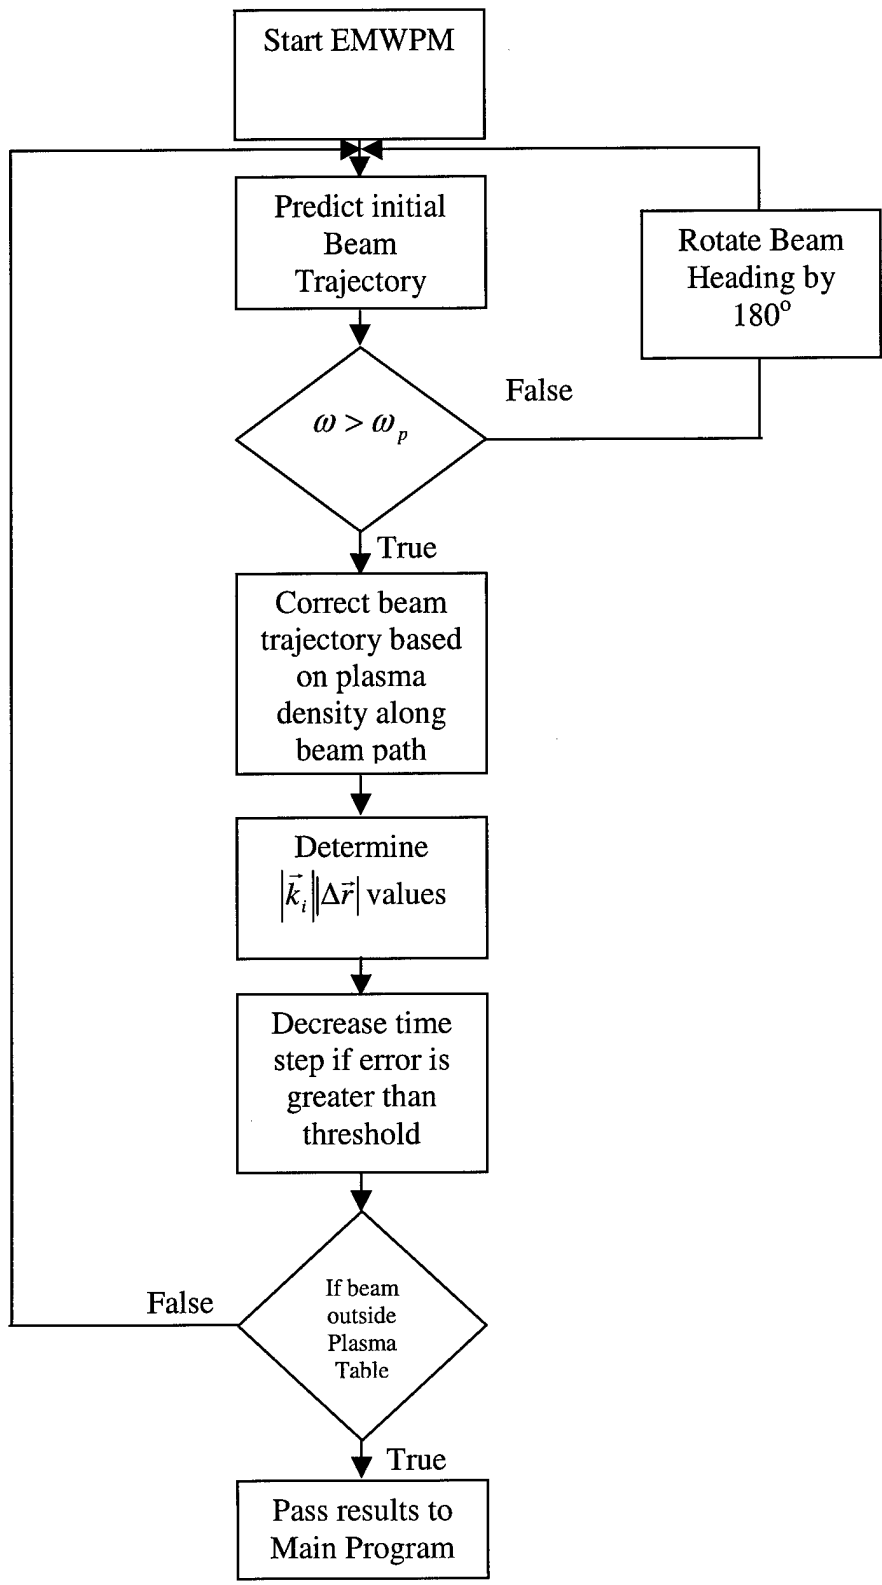 Start EMWPM
Predict initial
Beam
Trajectory
Rotate Beam
Heading by
180°
False
ω > ωₚ
True
Correct beam
trajectory based
on plasma
density along
beam path
Determine
|k⃗ᵢ||Δr⃗| values
Decrease time
step if error is
greater than
threshold
False
If beam
outside
Plasma
Table
True
Pass results to
Main Program